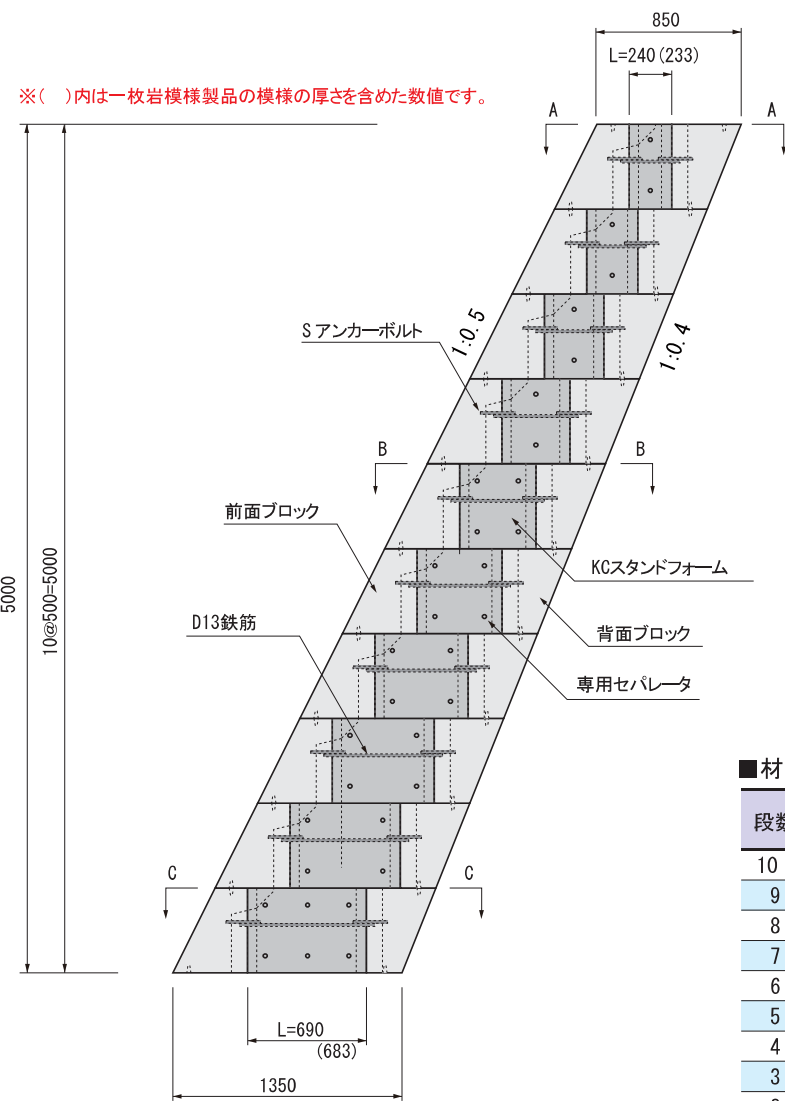 850
L=240(233)
※(　)内は一枚岩模様製品の模様の厚さを含めた数値です。
A
A
1:0.5
Sアンカーボルト
1:0.4
B
B
前面ブロック
5000
10@500=5000
KCスタンドフォーム
D13鉄筋
背面ブロック
専用セパレータ
■材
段数
10
9
8
7
6
5
4
3
C
C
L=690
(683)
1350